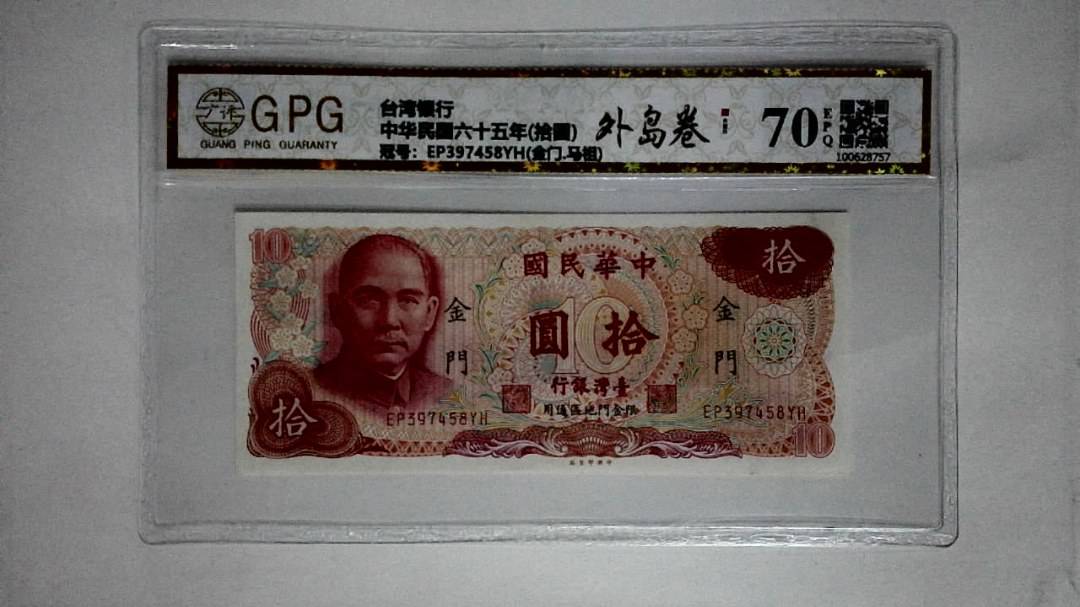 GPG
GUANG PING GUARANTY
台湾银行
中华民國六十五年(拾圓)
冠号：EP397458YH(金门.马祖)
外岛卷
70
EPQ
100628757
10
拾
國民華中
金門
金門
圓拾
10
行銀灣臺
用通區地門金限
EP397458YH
EP397458YH
拾
10